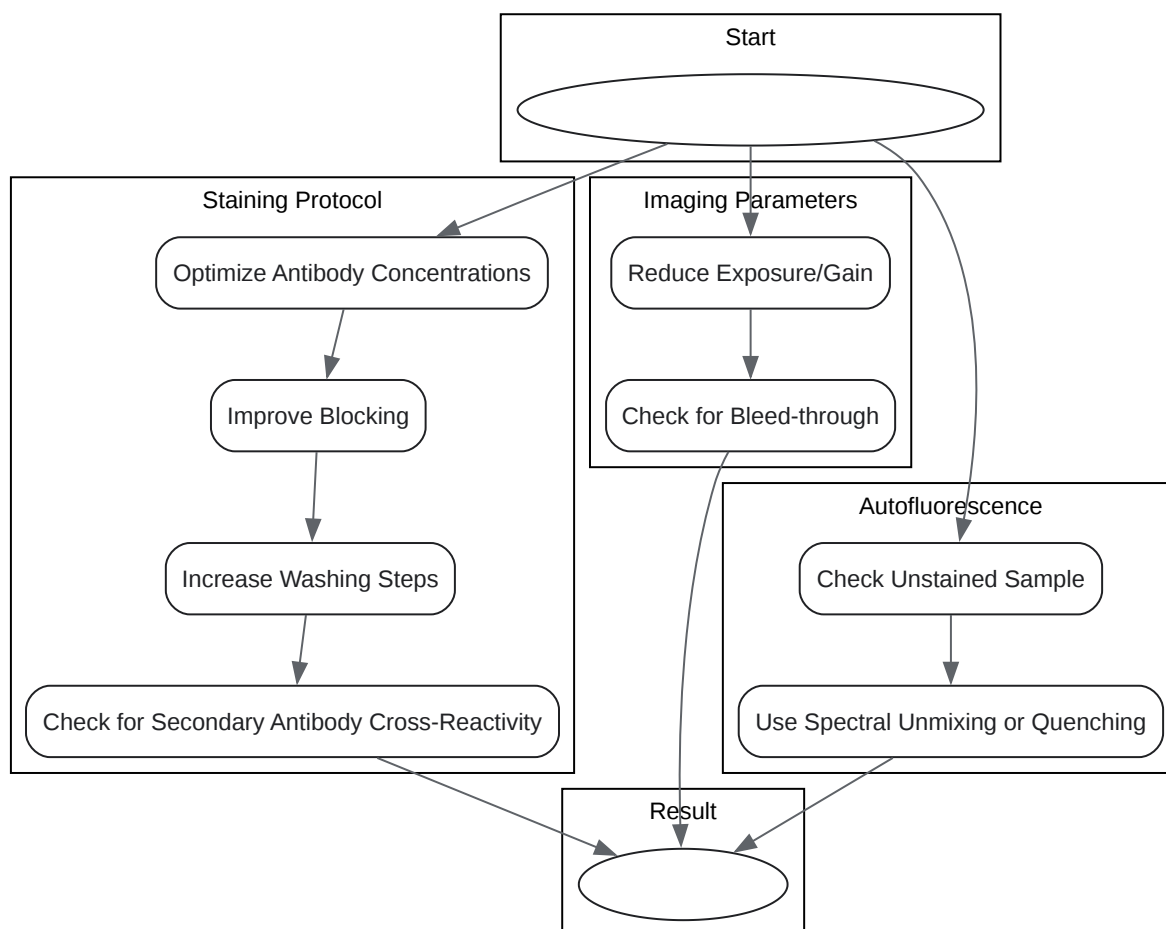 Start
Staining Protocol
Optimize Antibody Concentrations
Improve Blocking
Increase Washing Steps
Check for Secondary Antibody Cross-Reactivity
Imaging Parameters
Reduce Exposure/Gain
Check for Bleed-through
Autofluorescence
Check Unstained Sample
Use Spectral Unmixing or Quenching
Result